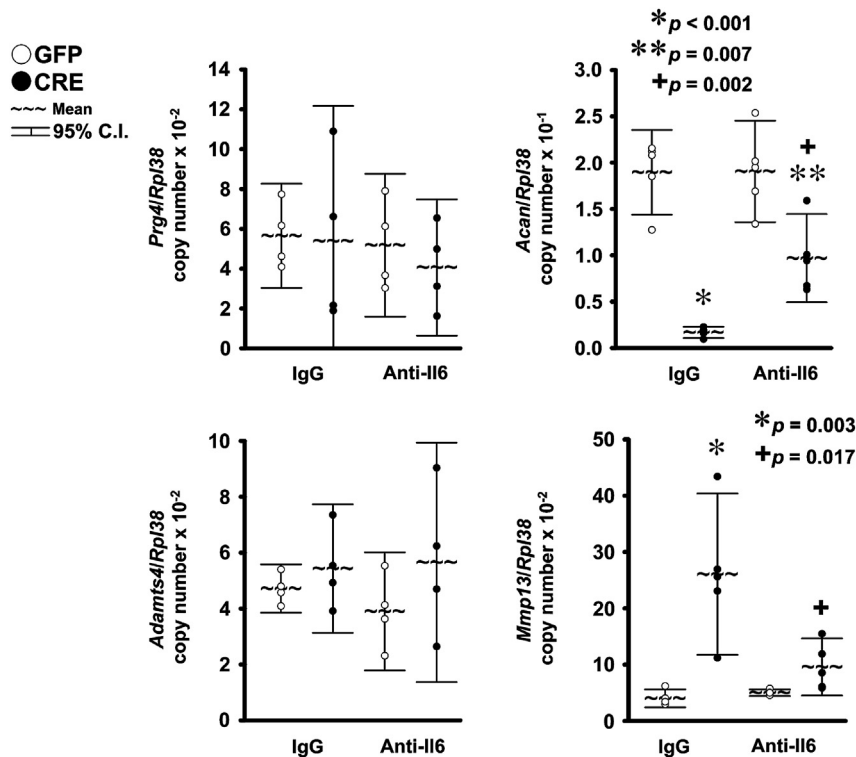 GFP
CRE
~~~ Mean
95% C.I.
Prg4/Rpl38
copy number x 10-2
14
12
10
8
6
4
2
0
IgG
Anti-Il6
*p < 0.001
**p = 0.007
+p = 0.002
Acan/Rpl38
copy number x 10-1
3.0
2.5
2.0
1.5
1.0
0.5
0.0
*
+
**
IgG
Anti-Il6
Adamts4/Rpl38
copy number x 10-2
10
8
6
4
2
0
IgG
Anti-Il6
*p = 0.003
+p = 0.017
Mmp13/Rpl38
copy number x 10-2
50
40
30
20
10
0
*
+
IgG
Anti-Il6